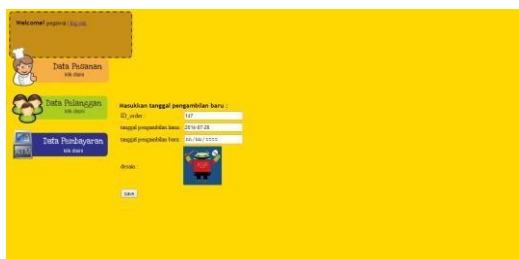 Welcome! yogisvia | log out
Data Pesanan
klik disini
Data Pelanggan
klik disini
Data Pembayaran
klik disini
Masukkan tanggal pengambilan baru :
ID_order : 147
tanggal pengambilan lama : 2014-07-28
tanggal pengambilan baru : mm/dd/yyyy
desain :
save